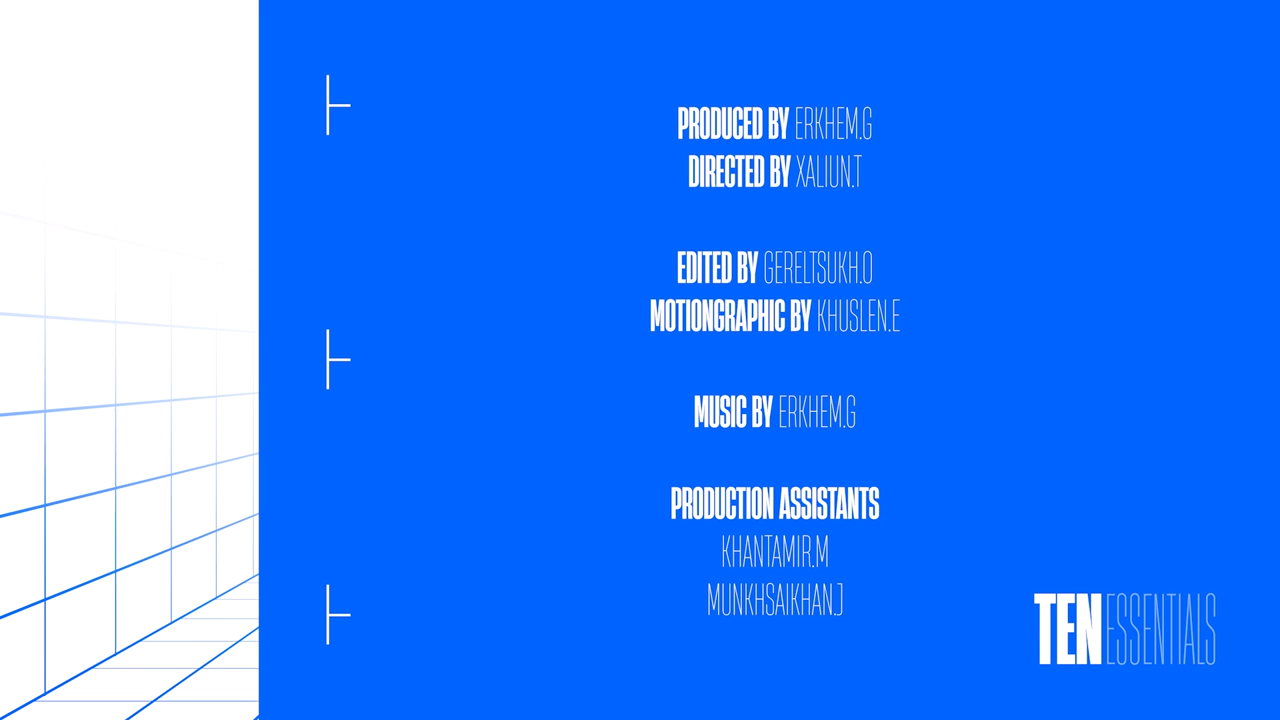 PRODUCED BY ERKHEM.G
DIRECTED BY XALIUN.T
EDITED BY GERELTSUKH.O
MOTIONGRAPHIC BY KHUSLEN.E
MUSIC BY ERKHEM.G
PRODUCTION ASSISTANTS
KHANTAMIR.M
MUNKHSAIKHAN.J
TEN ESSENTIALS